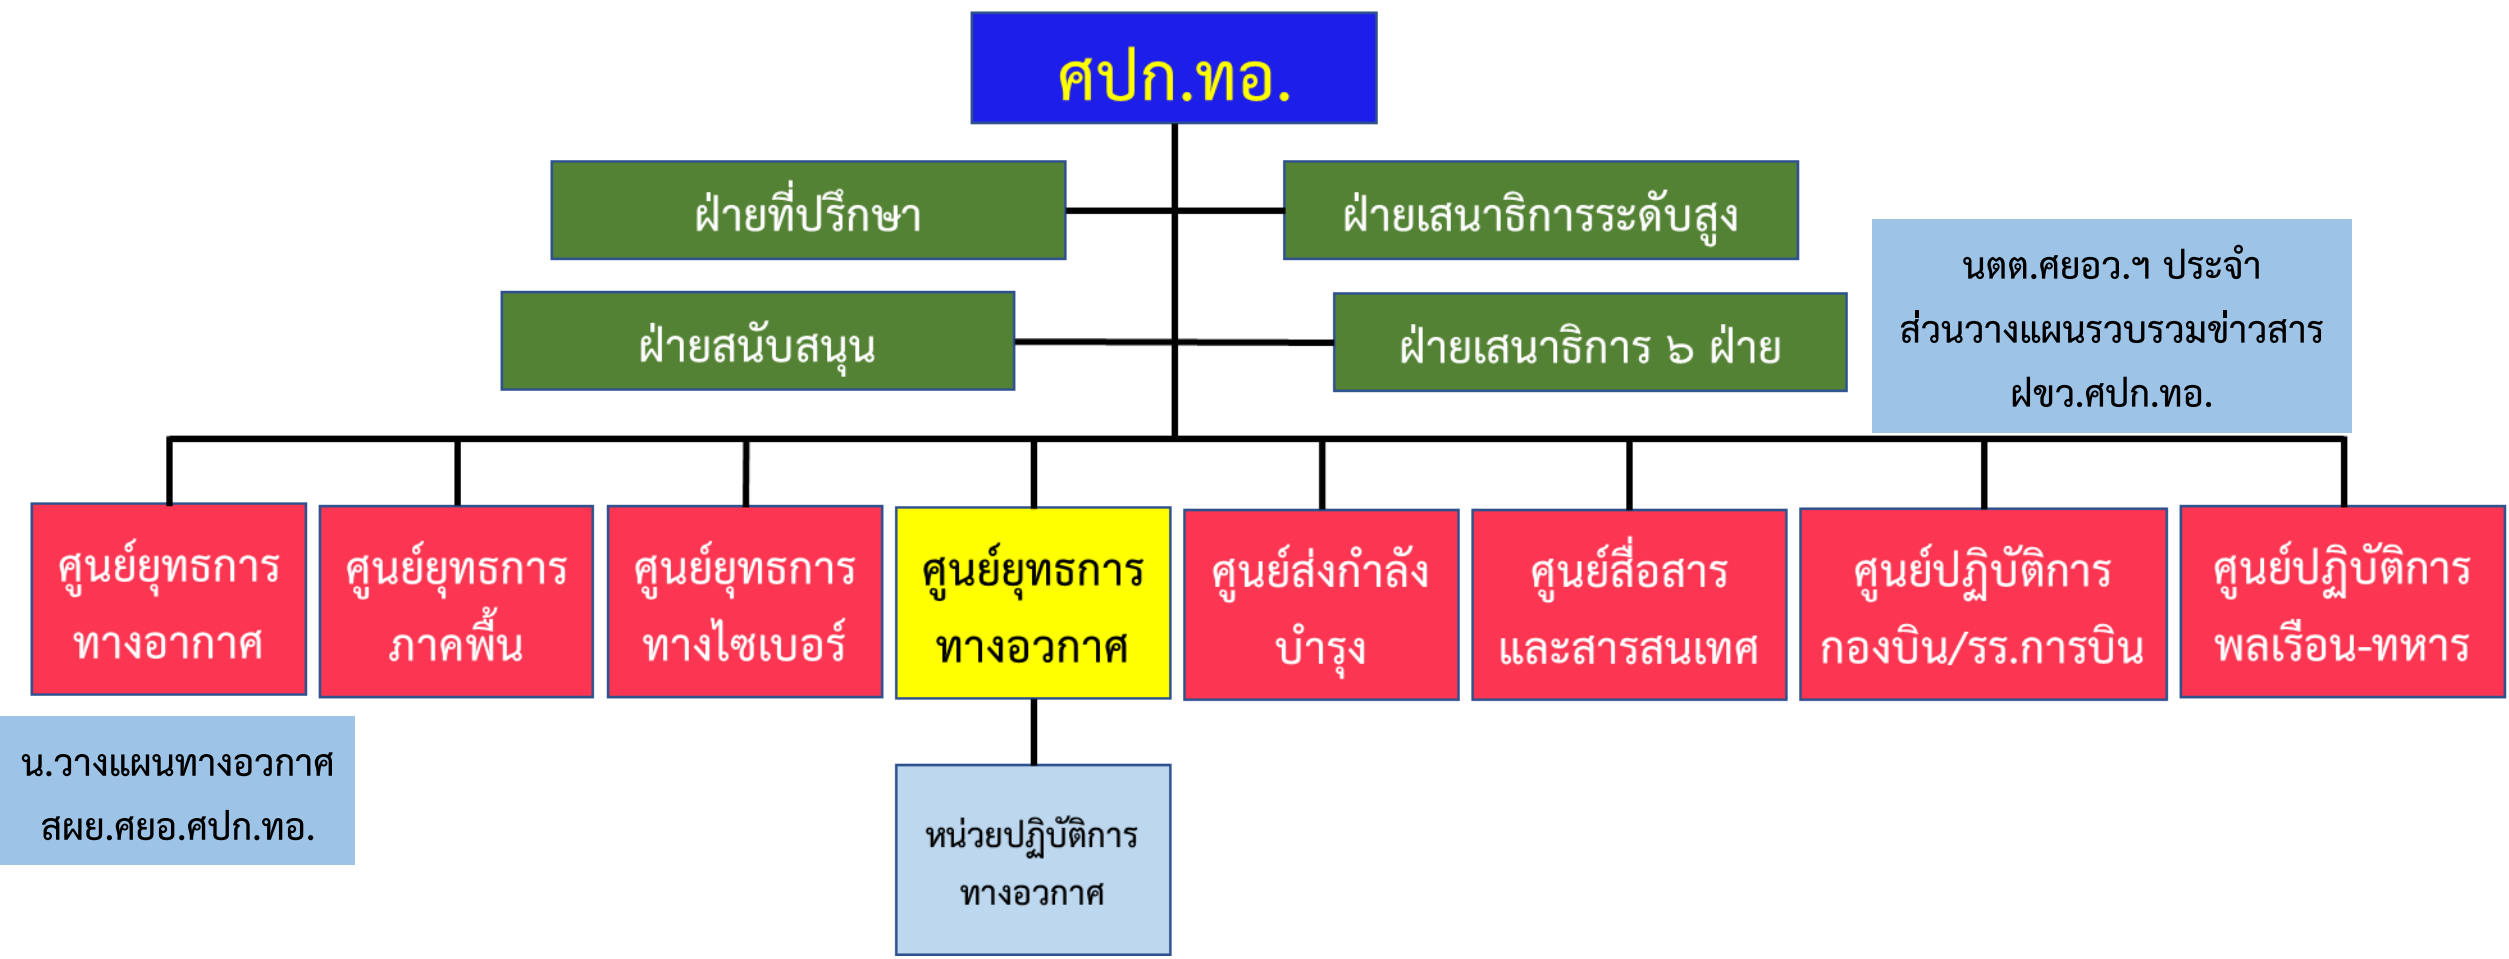 ศปก.ทอ.
ฝ่ายที่ปรึกษา
ฝ่ายเสนาธิการระดับสูง
ฝ่ายสนับสนุน
ฝ่ายเสนาธิการ ๖ ฝ่าย
นตต.ศยอว.ฯ ประจำ
ส่วนวางแผนรวบรวมข่าวสาร
ฝขว.ศปก.ทอ.
ศูนย์ยุทธการ
ทางอากาศ
ศูนย์ยุทธการ
ภาคพื้น
ศูนย์ยุทธการ
ทางไซเบอร์
ศูนย์ยุทธการ
ทางอวกาศ
ศูนย์ส่งกำลัง
บำรุง
ศูนย์สื่อสาร
และสารสนเทศ
ศูนย์ปฏิบัติการ
กองบิน/รร.การบิน
ศูนย์ปฏิบัติการ
พลเรือน-ทหาร
น.วางแผนทางอวกาศ
สผย.ศยอ.ศปก.ทอ.
หน่วยปฏิบัติการ
ทางอวกาศ